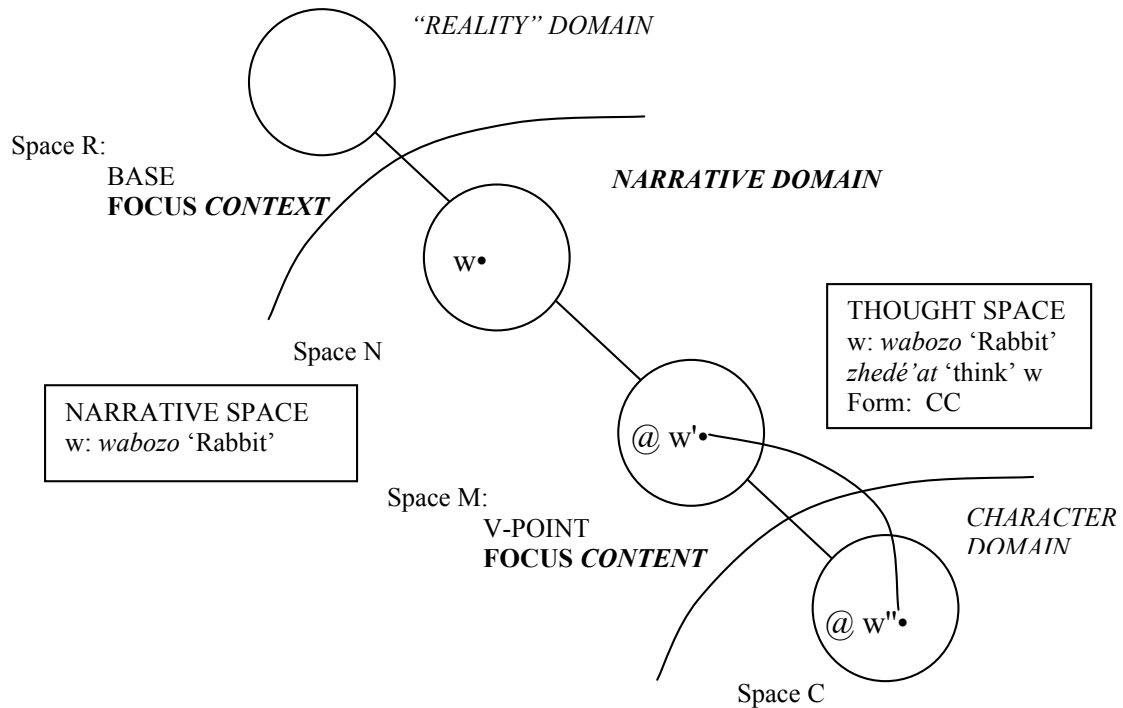 “REALITY” DOMAIN
Space R:
BASE
FOCUS CONTEXT
NARRATIVE DOMAIN
w•
Space N
THOUGHT SPACE
w: wabozo ‘Rabbit’
zhedé’at ‘think’ w
Form: CC
NARRATIVE SPACE
w: wabozo ‘Rabbit’
@ w'•
Space M:
V-POINT
FOCUS CONTENT
CHARACTER
DOMAIN
@ w''•
Space C